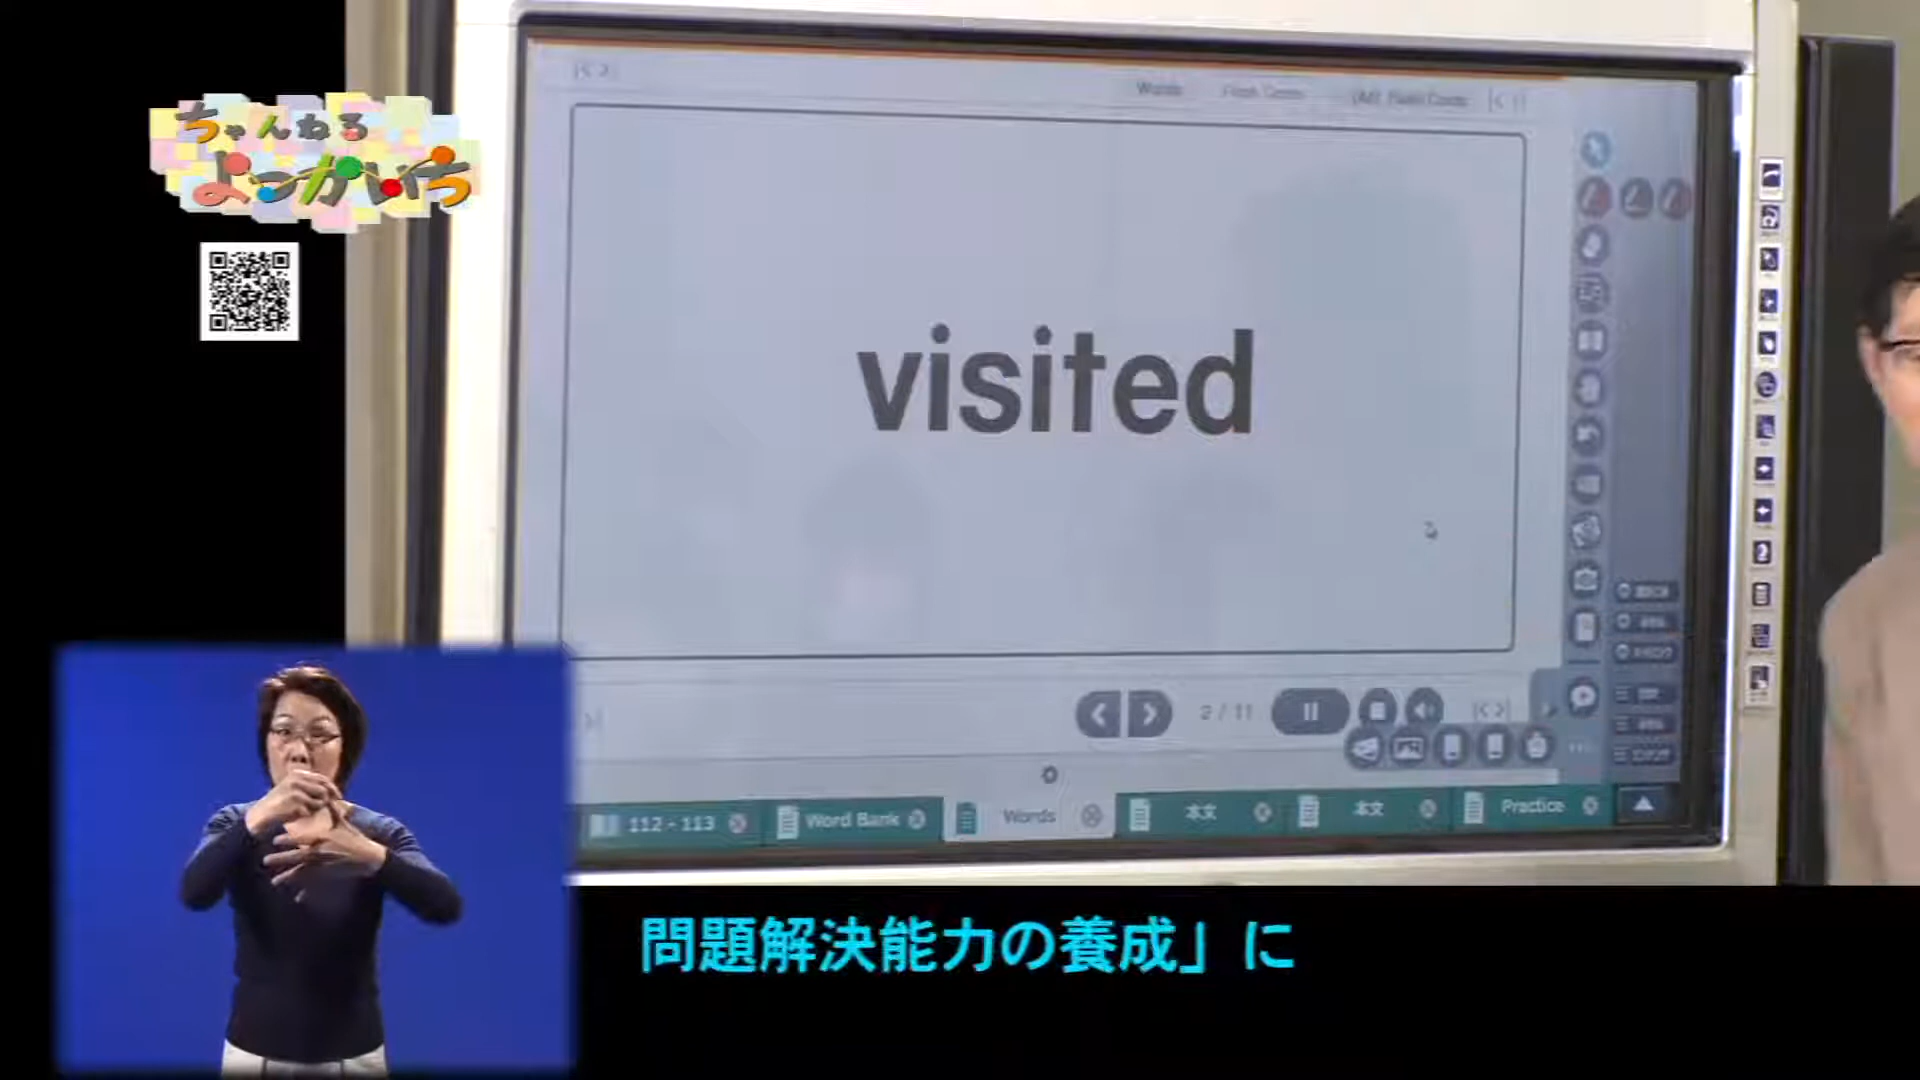 ちゃんねる
よっかいち
Words
visited
2 / 11
112 - 113
Word Bank
Words
本文
本文
Practice
問題解決能力の養成」に